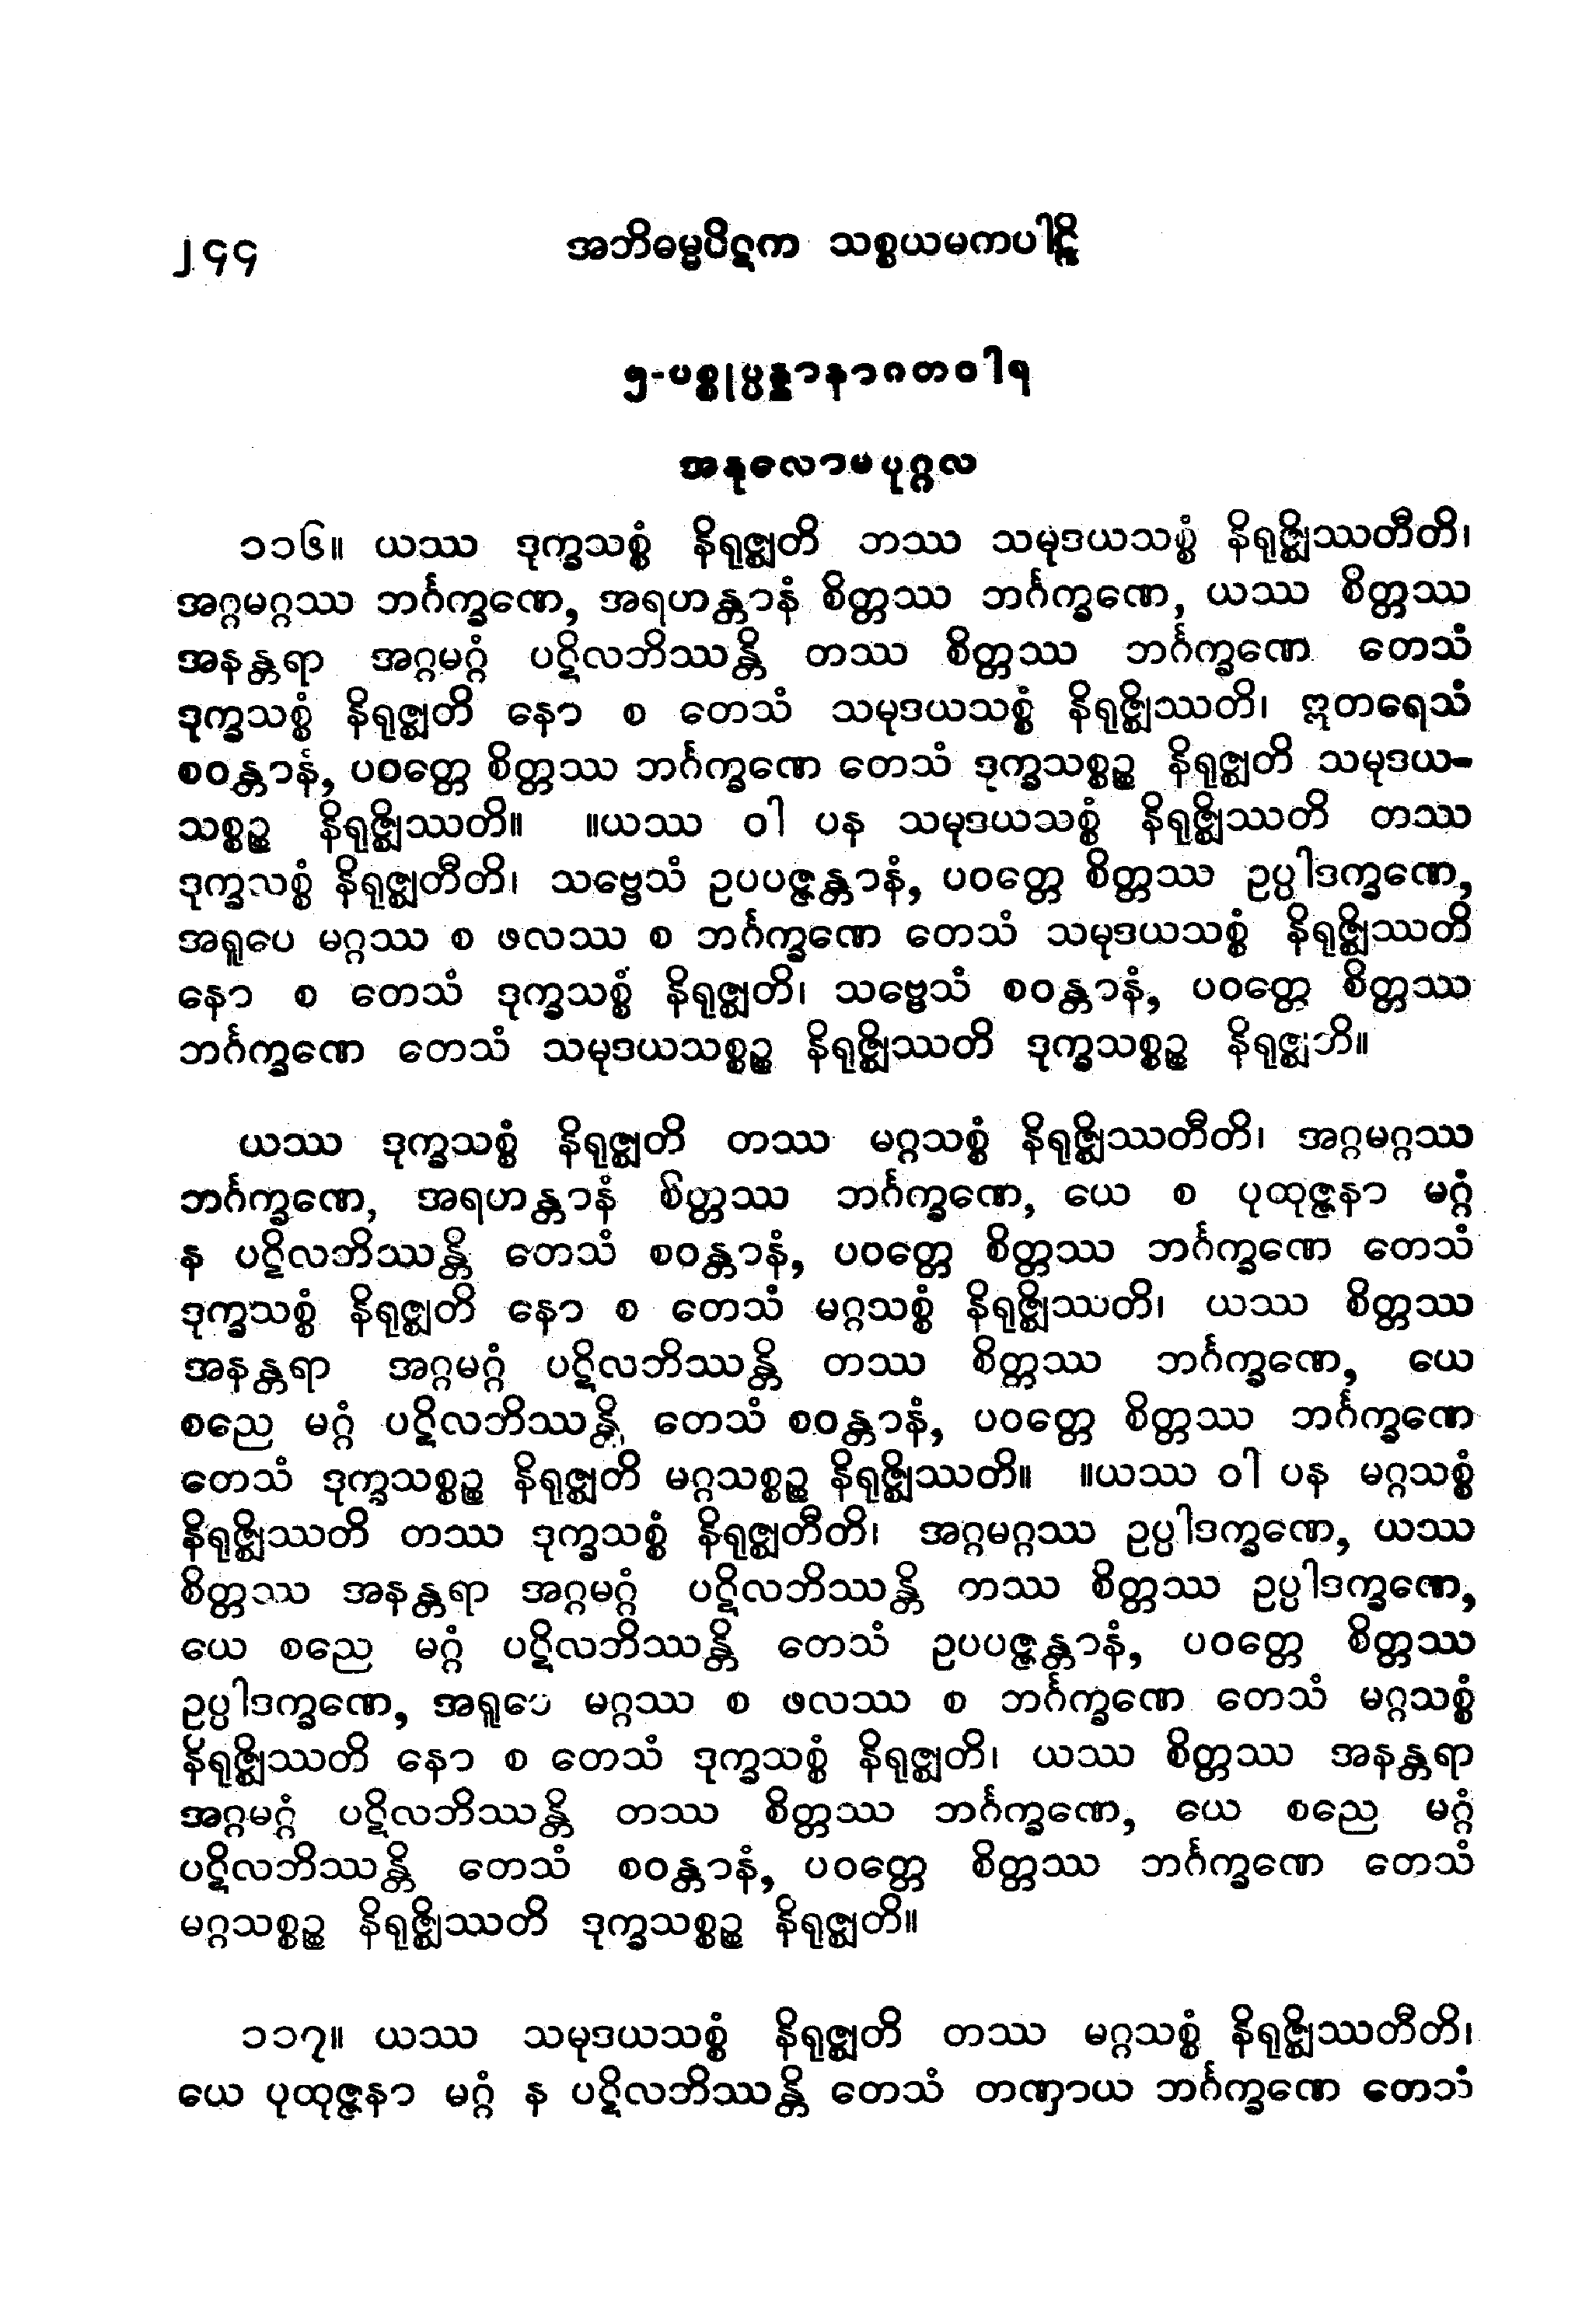 ၂၄၄ အဘိဓမ္မပိဋက သစ္စယမကပါဠိ
၅-ပစ္စုပ္ပန္နာနာဂတဝါရ
အနုလောမပုဂ္ဂလ
၁၁၆။ ယဿ ဒုက္ခသစ္စံ နိရုဇ္ဈတိ ဘဿ သမုဒယသစ္စံ နိရုဇ္ဈိဿတီတိ၊
အဂ္ဂမဂ္ဂဿ ဘင်္ဂက္ခဏေ, အရဟန္တာနံ စိတ္တဿ ဘင်္ဂက္ခဏေ, ယဿ စိတ္တဿ
အနန္တရာ အဂ္ဂမဂ္ဂံ ပဋိလဘိဿန္တိ တဿ စိတ္တဿ ဘင်္ဂက္ခဏေ တေသံ
ဒုက္ခသစ္စံ နိရုဇ္ဈတိ နော စ တေသံ သမုဒယသစ္စံ နိရုဇ္ဈိဿတိ၊ ဣတရေသံ
စဝန္တာနံ, ပဝတ္တေ စိတ္တဿ ဘင်္ဂက္ခဏေ တေသံ ဒုက္ခသစ္စဉ္စ နိရုဇ္ဈတိ သမုဒယ-
သစ္စဉ္စ နိရုဇ္ဈိဿတိ။ ။ယဿ ဝါ ပန သမုဒယသစ္စံ နိရုဇ္ဈိဿတိ တဿ
ဒုက္ခသစ္စံ နိရုဇ္ဈတီတိ၊ သဗ္ဗေသံ ဥပပဇ္ဇန္တာနံ, ပဝတ္တေ စိတ္တဿ ဥပ္ပါဒက္ခဏေ,
အရူပေ မဂ္ဂဿ စ ဖလဿ စ ဘင်္ဂက္ခဏေ တေသံ သမုဒယသစ္စံ နိရုဇ္ဈိဿတိ
နော စ တေသံ ဒုက္ခသစ္စံ နိရုဇ္ဈတိ၊ သဗ္ဗေသံ စဝန္တာနံ, ပဝတ္တေ စိတ္တဿ
ဘင်္ဂက္ခဏေ တေသံ သမုဒယသစ္စဉ္စ နိရုဇ္ဈိဿတိ ဒုက္ခသစ္စဉ္စ နိရုဇ္ဈဘိ။
ယဿ ဒုက္ခသစ္စံ နိရုဇ္ဈတိ တဿ မဂ္ဂသစ္စံ နိရုဇ္ဈိဿတီတိ၊ အဂ္ဂမဂ္ဂဿ
ဘင်္ဂက္ခဏေ, အရဟန္တာနံ စိတ္တဿ ဘင်္ဂက္ခဏေ, ယေ စ ပုထုဇ္ဇနာ မဂ္ဂံ
န ပဋိလဘိဿန္တိ တေသံ စဝန္တာနံ, ပဝတ္တေ စိတ္တဿ ဘင်္ဂက္ခဏေ တေသံ
ဒုက္ခသစ္စံ နိရုဇ္ဈတိ နော စ တေသံ မဂ္ဂသစ္စံ နိရုဇ္ဈိဿတိ၊ ယဿ စိတ္တဿ
အနန္တရာ အဂ္ဂမဂ္ဂံ ပဋိလဘိဿန္တိ တဿ စိတ္တဿ ဘင်္ဂက္ခဏေ, ယေ
စညေ မဂ္ဂံ ပဋိလဘိဿန္တိ တေသံ စဝန္တာနံ, ပဝတ္တေ စိတ္တဿ ဘင်္ဂက္ခဏေ
တေသံ ဒုက္ခသစ္စဉ္စ နိရုဇ္ဈတိ မဂ္ဂသစ္စဉ္စ နိရုဇ္ဈိဿတိ။ ။ယဿ ဝါ ပန မဂ္ဂသစ္စံ
နိရုဇ္ဈိဿတိ တဿ ဒုက္ခသစ္စံ နိရုဇ္ဈတီတိ၊ အဂ္ဂမဂ္ဂဿ ဥပ္ပါဒက္ခဏေ, ယဿ
စိတ္တဿ အနန္တရာ အဂ္ဂမဂ္ဂံ ပဋိလဘိဿန္တိ တဿ စိတ္တဿ ဥပ္ပါဒက္ခဏေ,
ယေ စညေ မဂ္ဂံ ပဋိလဘိဿန္တိ တေသံ ဥပပဇ္ဇန္တာနံ, ပဝတ္တေ စိတ္တဿ
ဥပ္ပါဒက္ခဏေ, အရူပေ မဂ္ဂဿ စ ဖလဿ စ ဘင်္ဂက္ခဏေ တေသံ မဂ္ဂသစ္စံ
နိရုဇ္ဈိဿတိ နော စ တေသံ ဒုက္ခသစ္စံ နိရုဇ္ဈတိ၊ ယဿ စိတ္တဿ အနန္တရာ
အဂ္ဂမဂ္ဂံ ပဋိလဘိဿန္တိ တဿ စိတ္တဿ ဘင်္ဂက္ခဏေ, ယေ စညေ မဂ္ဂံ
ပဋိလဘိဿန္တိ တေသံ စဝန္တာနံ, ပဝတ္တေ စိတ္တဿ ဘင်္ဂက္ခဏေ တေသံ
မဂ္ဂသစ္စဉ္စ နိရုဇ္ဈိဿတိ ဒုက္ခသစ္စဉ္စ နိရုဇ္ဈတိ။
၁၁၇။ ယဿ သမုဒယသစ္စံ နိရုဇ္ဈတိ တဿ မဂ္ဂသစ္စံ နိရုဇ္ဈိဿတီတိ၊
ယေ ပုထုဇ္ဇနာ မဂ္ဂံ န ပဋိလဘိဿန္တိ တေသံ တဏှာယ ဘင်္ဂက္ခဏေ တေသံ